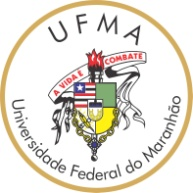 UFMA
A VIDA É COMBATE
Universidade Federal do Maranhão